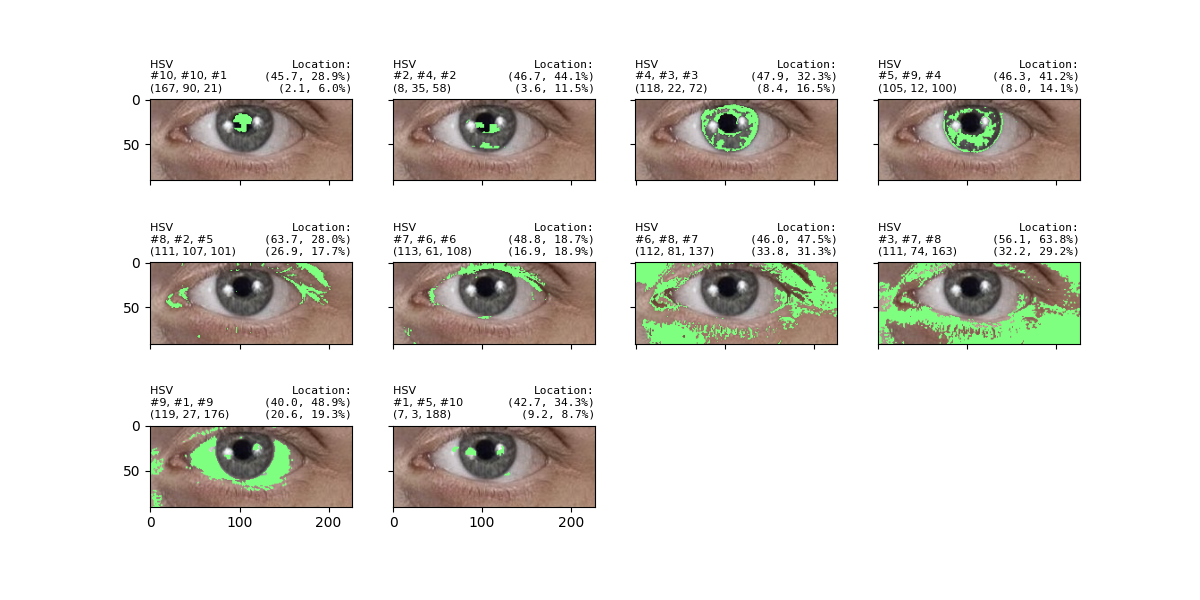 HSV Location:
#10, #10, #1 (45.7, 28.9%)
(167, 90, 21) (2.1, 6.0%)
HSV Location:
#2, #4, #2 (46.7, 44.1%)
(8, 35, 58) (3.6, 11.5%)
HSV Location:
#4, #3, #3 (47.9, 32.3%)
(118, 22, 72) (8.4, 16.5%)
HSV Location:
#5, #9, #4 (46.3, 41.2%)
(105, 12, 100) (8.0, 14.1%)
0
50
HSV Location:
#8, #2, #5 (63.7, 28.0%)
(111, 107, 101) (26.9, 17.7%)
HSV Location:
#7, #6, #6 (48.8, 18.7%)
(113, 61, 108) (16.9, 18.9%)
HSV Location:
#6, #8, #7 (46.0, 47.5%)
(112, 81, 137) (33.8, 31.3%)
HSV Location:
#3, #7, #8 (56.1, 63.8%)
(111, 74, 163) (32.2, 29.2%)
0
50
HSV Location:
#9, #1, #9 (40.0, 48.9%)
(119, 27, 176) (20.6, 19.3%)
HSV Location:
#1, #5, #10 (42.7, 34.3%)
(7, 3, 188) (9.2, 8.7%)
0
50
0 100 200
0 100 200